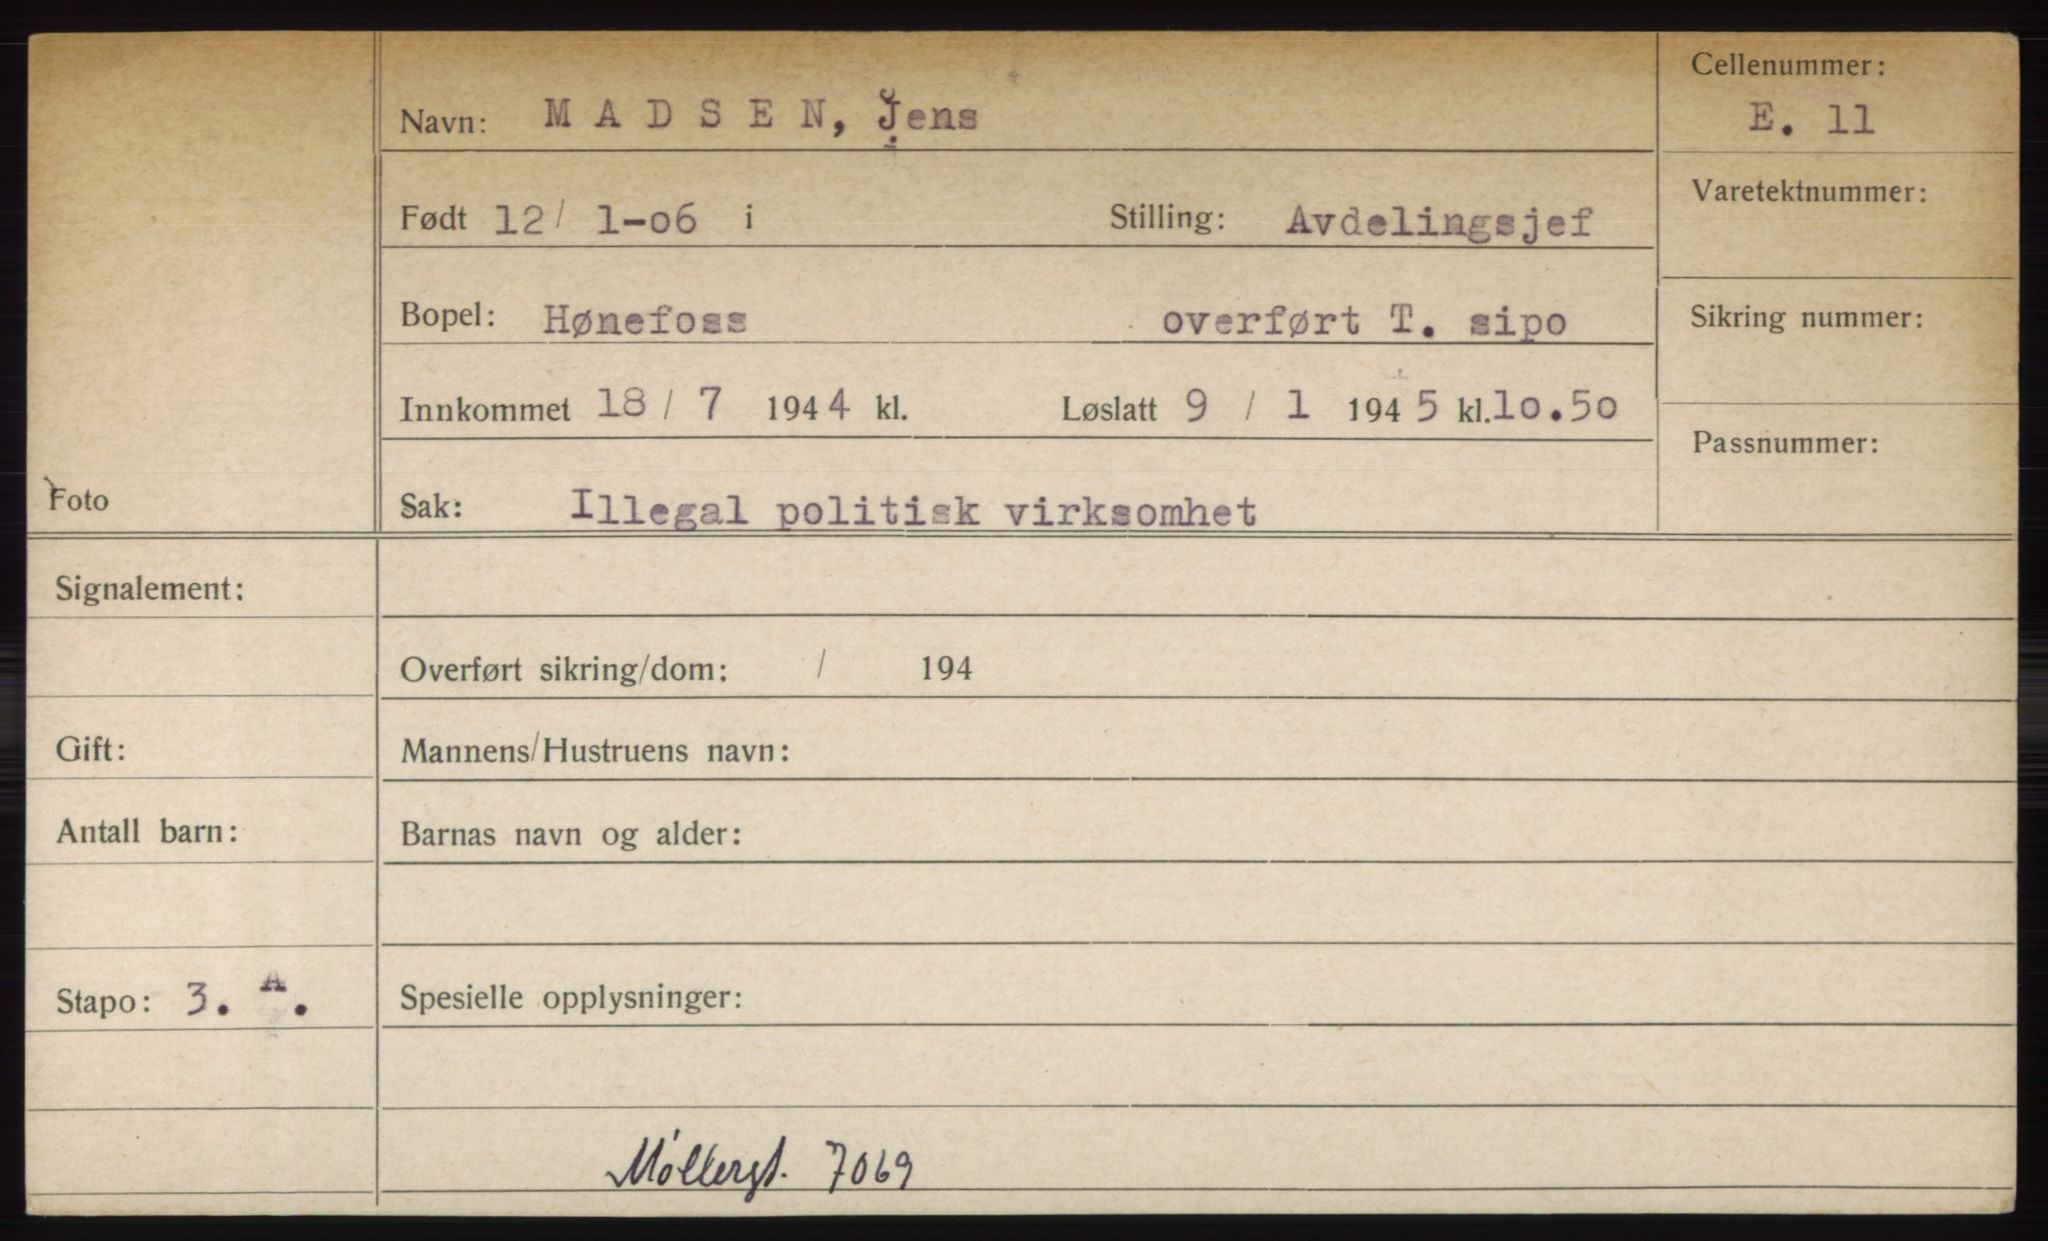 Navn: M A D S E N, Jens
Cellenummer:
E. 11
Født 12/ 1-06 i Stilling: Avdelingsjef
Varetektnummer:
Bopel: Hønefoss overført T. sipo
Sikring nummer:
Innkommet 18 / 7 1944 kl. Løslatt 9 / 1 1945 kl.10.50
Passnummer:
Foto
Sak: Illegal politisk virksomhet
Signalement:
Overført sikring/dom: / 194
Gift:
Mannens/Hustruens navn:
Antall barn:
Barnas navn og alder:
Stapo: 3. A.
Spesielle opplysninger:
Møllergt. 7069